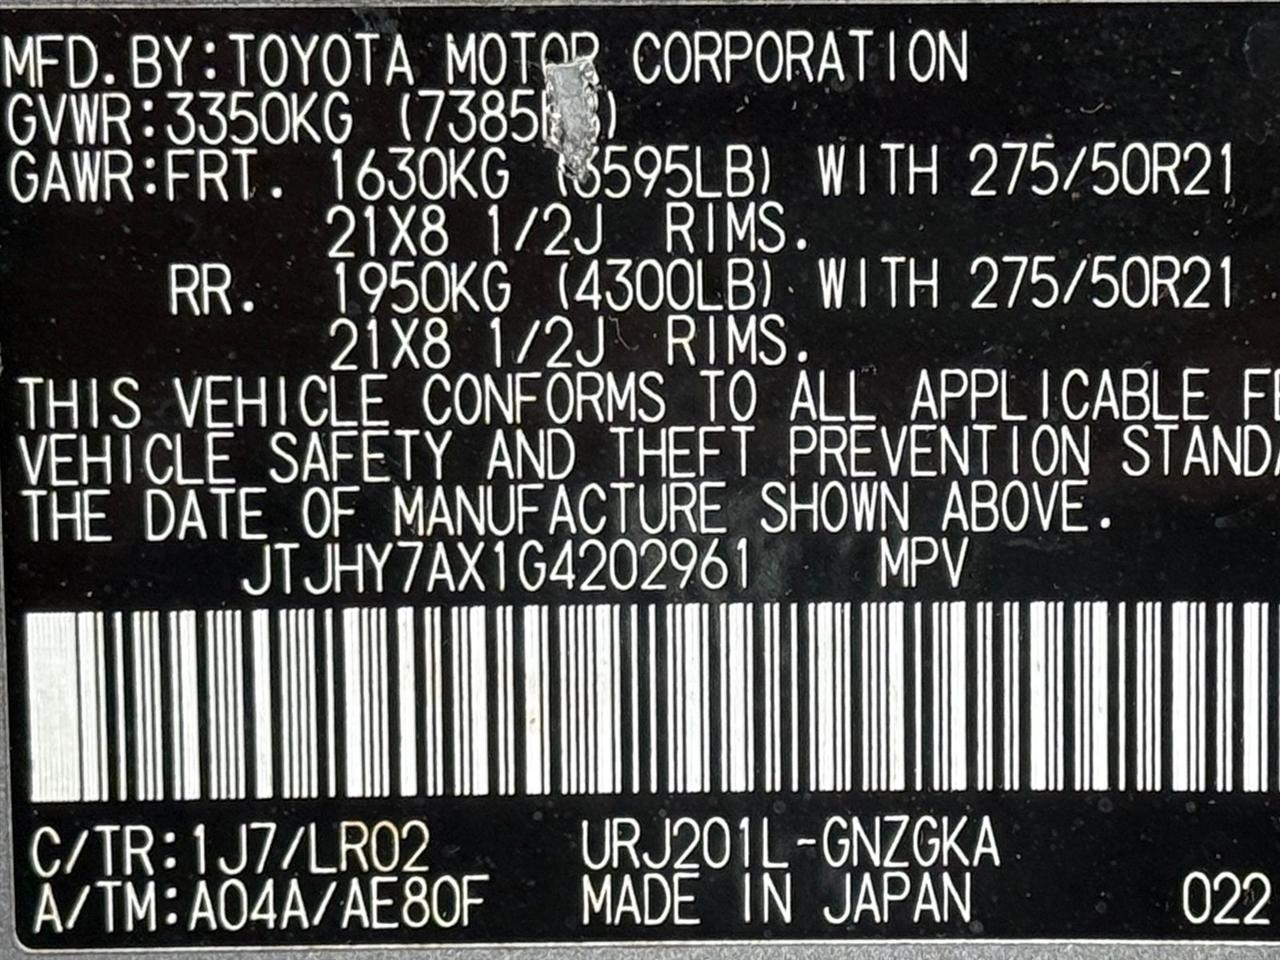 MFD. BY: TOYOTA MOTOR CORPORATION
GVWR: 3350KG
GAWR: FRT. 1630KG WITH 275/50R21
21X8 1/2J RIMS.
RR. 1950KG (4300LB) WITH 275/50R21
21X8 1/2J RIMS.
THIS VEHICLE CONFORMS TO ALL APPLICABLE
VEHICLE SAFETY AND THEFT PREVENTION
THE DATE OF MANUFACTURE SHOWN ABOVE.
JTJHY7AX1G4202961 MPV
C/TR: 1J7/LR02 URJ201L-GNZGKA
A/TM: A04A/AE80F MADE IN JAPAN 022